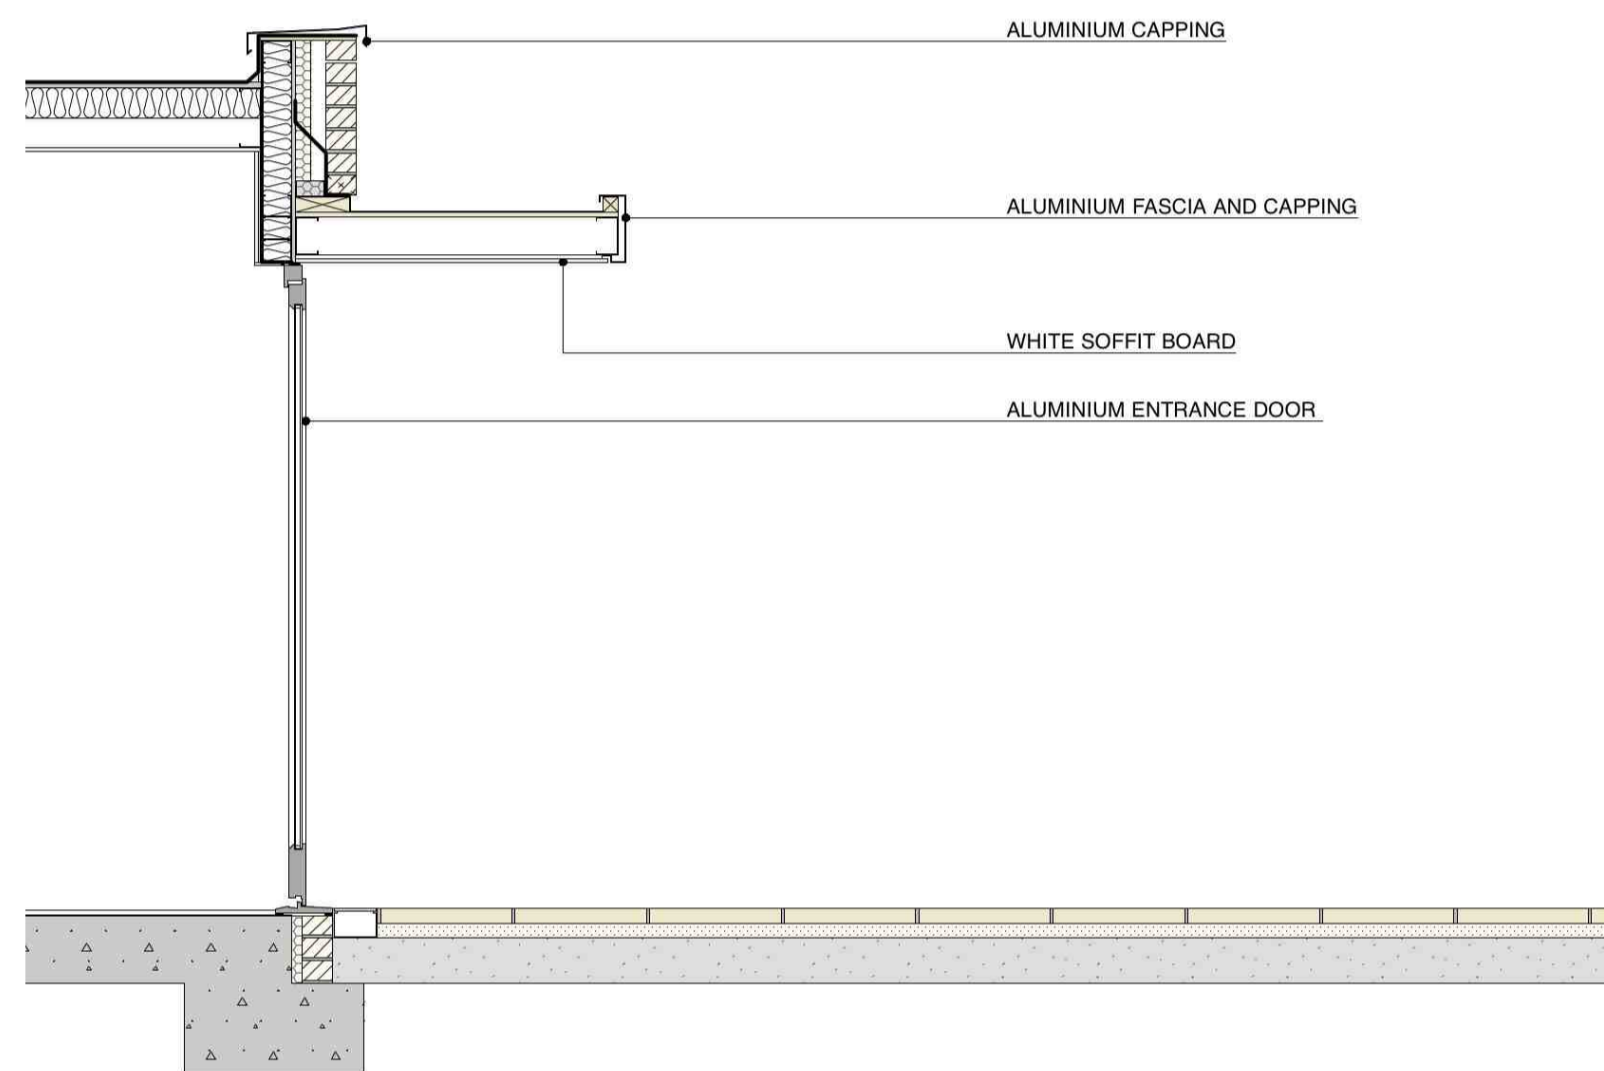 ALUMINIUM CAPPING
ALUMINIUM FASCIA AND CAPPING
WHITE SOFFIT BOARD
ALUMINIUM ENTRANCE DOOR